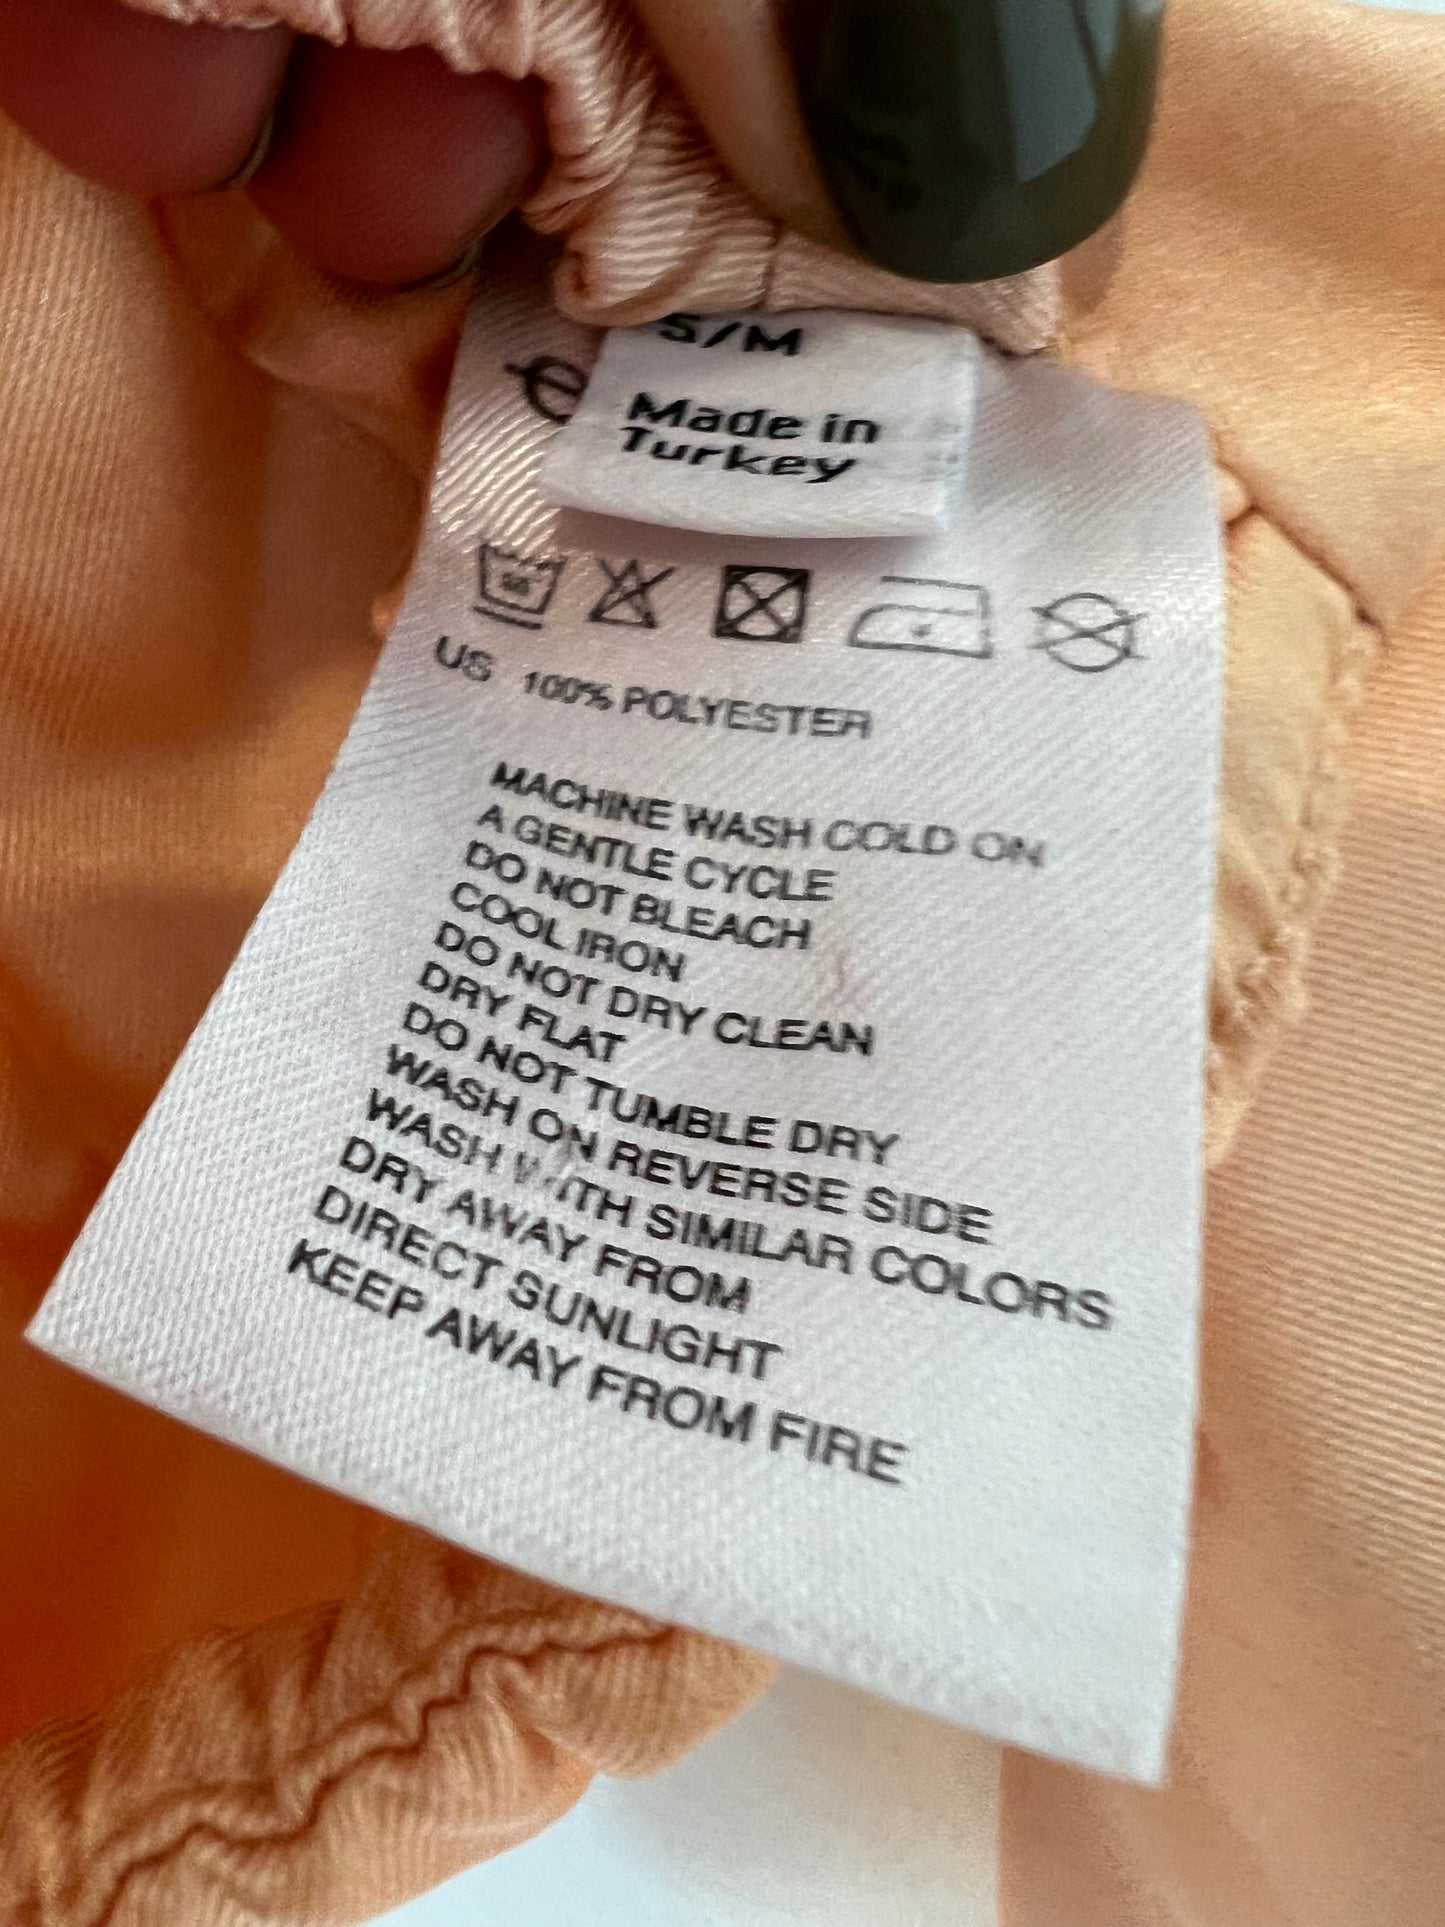 S/M
e
Made in
Turkey
US 100% POLYESTER
MACHINE WASH COLD ON
A GENTLE CYCLE
DO NOT BLEACH
COOL IRON
DO NOT DRY CLEAN
DRY FLAT
DO NOT TUMBLE DRY
WASH ON REVERSE SIDE
WASH WITH SIMILAR COLORS
DRY AWAY FROM
DIRECT SUNLIGHT
KEEP AWAY FROM FIRE